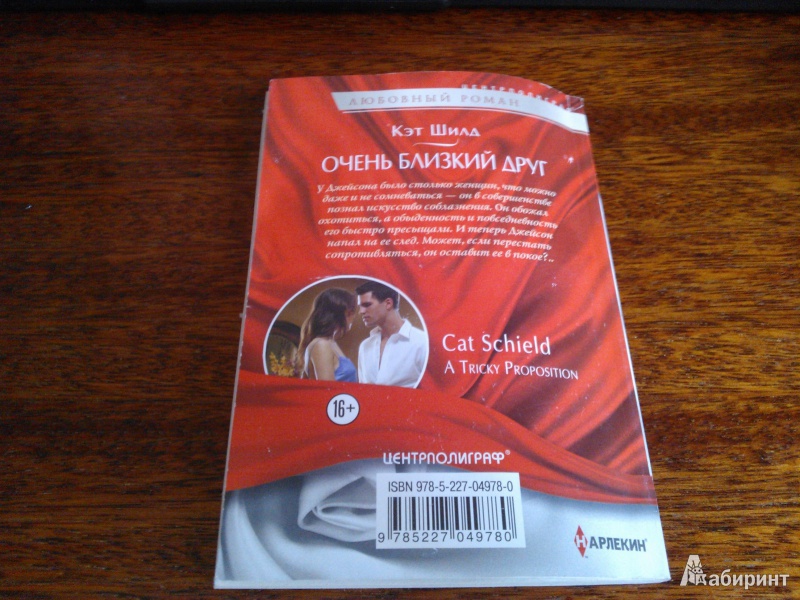 ЦЕНТРПОЛИГРАФ
ЛЮБОВНЫЙ РОМАН
Кэт Шилд
ОЧЕНЬ БЛИЗКИЙ ДРУГ
У Джейсона было столько женщин, что можно
даже и не сомневаться — он в совершенстве
познал искусство соблазнения. Он обожал
охотиться, а обыденность и повседневность
его быстро пресыщали. И теперь Джейсон
напал на ее след. Может, если перестать
сопротивляться, он оставит ее в покое?..
Cat Schield
A Tricky Proposition
16+
ЦЕНТРПОЛИГРАФ®
ISBN 978-5-227-04978-0
9 785227 049780
АРЛЕКИН®
Лабиринт